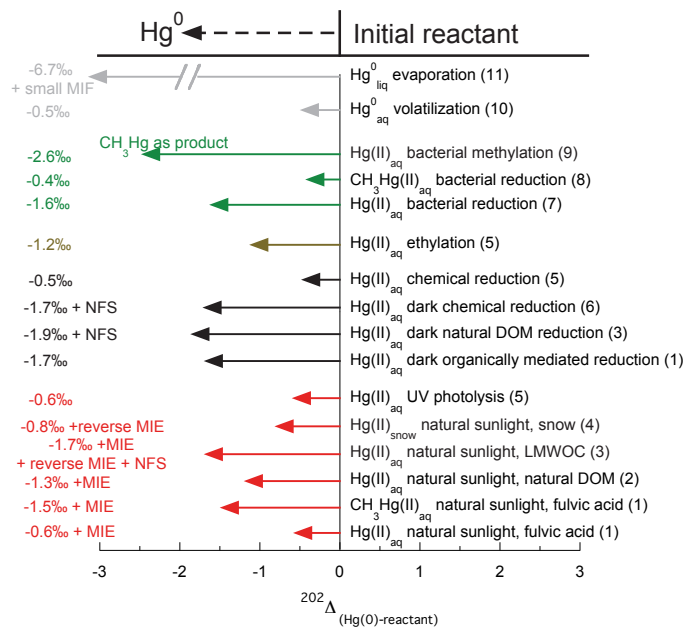 Hg0 Initial reactant
-6.7‰ Hg0liq evaporation (11)
+ small MIF
-0.5‰ Hg0aq volatilization (10)
CH3Hg as product
-2.6‰ Hg(II)aq bacterial methylation (9)
-0.4‰ CH3Hg(II)aq bacterial reduction (8)
-1.6‰ Hg(II)aq bacterial reduction (7)
-1.2‰ Hg(II)aq ethylation (5)
-0.5‰ Hg(II)aq chemical reduction (5)
-1.7‰ + NFS Hg(II)aq dark chemical reduction (6)
-1.9‰ + NFS Hg(II)aq dark natural DOM reduction (3)
-1.7‰ Hg(II)aq dark organically mediated reduction (1)
-0.6‰ Hg(II)aq UV photolysis (5)
-0.8‰ +reverse MIE Hg(II)snow natural sunlight, snow (4)
-1.7‰ +MIE Hg(II)aq natural sunlight, LMWOC (3)
+ reverse MIE + NFS
-1.3‰ +MIE Hg(II)aq natural sunlight, natural DOM (2)
-1.5‰ + MIE CH3Hg(II)aq natural sunlight, fulvic acid (1)
-0.6‰ + MIE Hg(II)aq natural sunlight, fulvic acid (1)
-3 -2 -1 0 1 2 3
202Δ(Hg(0)-reactant)